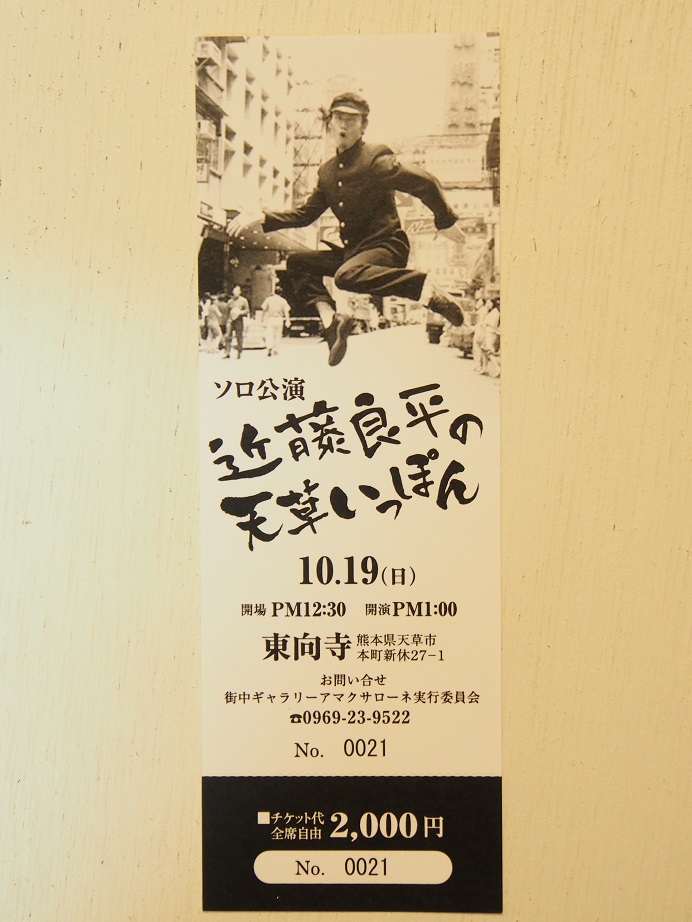 ソロ公演
近藤良平の
天草いっぽん
10.19(日)
開場 PM12:30 開演 PM1:00
東向寺 熊本県天草市
本町新休27-1
お問い合せ
街中ギャラリーアマクサローネ実行委員会
☎0969-23-9522
No. 0021
■チケット代
全席自由 2,000円
No. 0021